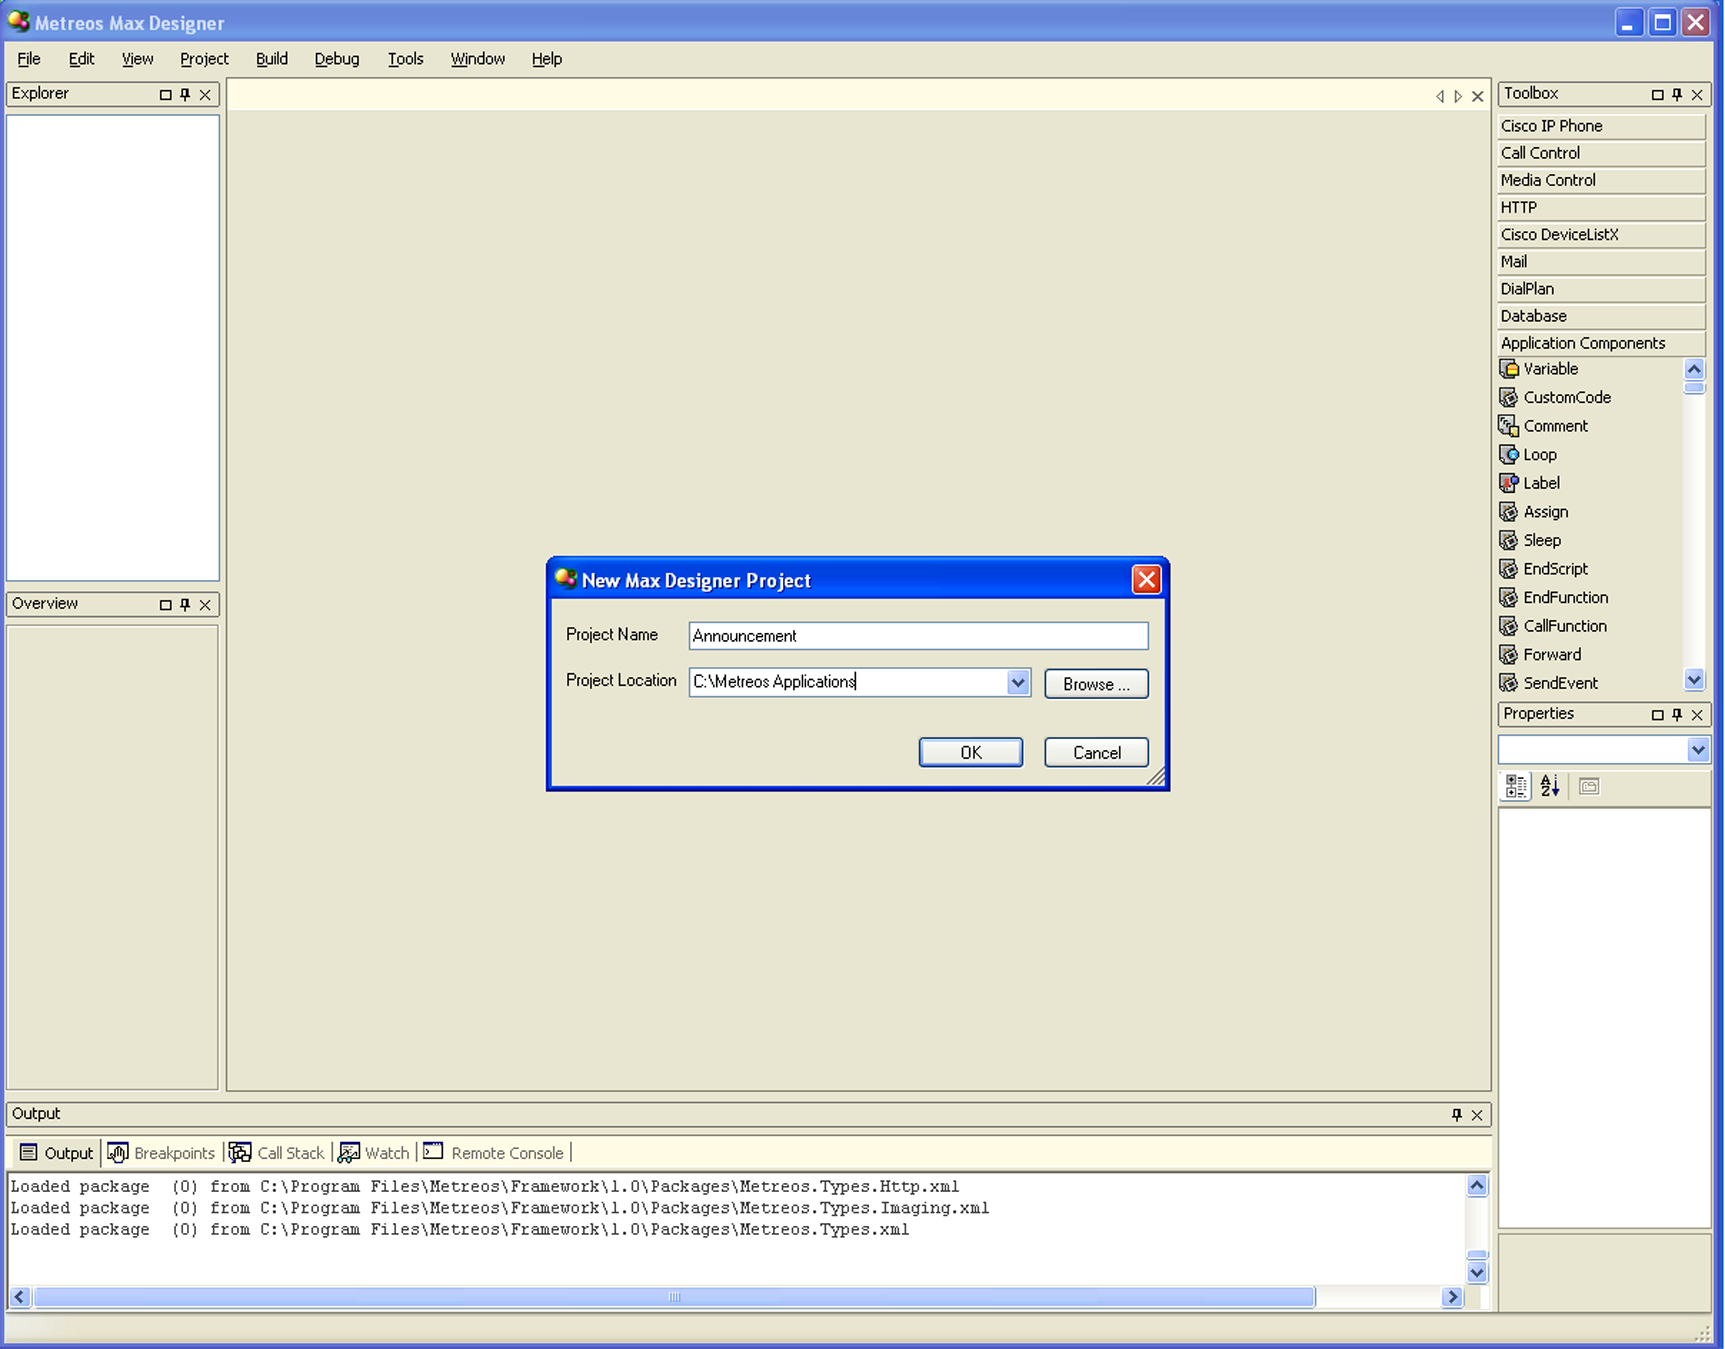 Metreos Max Designer
File Edit View Project Build Debug Tools Window Help
Explorer
Overview
New Max Designer Project
Project Name Announcement
Project Location C:\Metreos Applications Browse ...
OK Cancel
Toolbox
Cisco IP Phone
Call Control
Media Control
HTTP
Cisco DeviceListX
Mail
DialPlan
Database
Application Components
Variable
CustomCode
Comment
Loop
Label
Assign
Sleep
EndScript
EndFunction
CallFunction
Forward
SendEvent
Properties
Output
Output Breakpoints Call Stack Watch Remote Console
Loaded package (0) from C:\Program Files\Metreos\Framework\1.0\Packages\Metreos.Types.Http.xml
Loaded package (0) from C:\Program Files\Metreos\Framework\1.0\Packages\Metreos.Types.Imaging.xml
Loaded package (0) from C:\Program Files\Metreos\Framework\1.0\Packages\Metreos.Types.xml